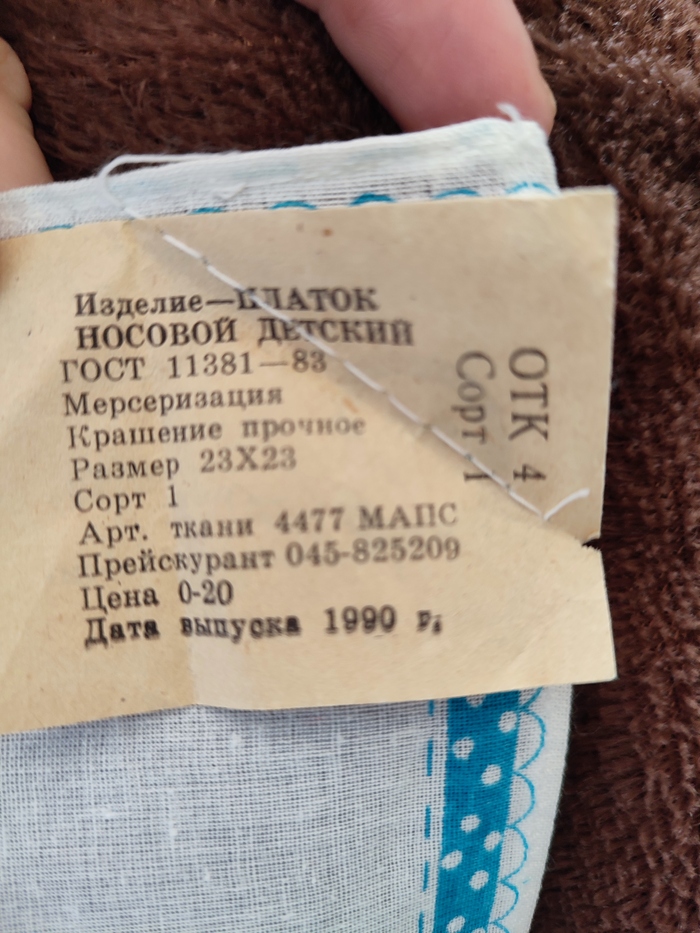 Изделие—ПЛАТОК
НОСОВОЙ ДЕТСКИЙ
ГОСТ 11381—83
Мерсеризация
Крашение прочное
Размер 23X23
Сорт 1
Арт. ткани 4477 МАПС
Прейскурант 045-825209
Цена 0-20
Дата выпуска 1990 г.
ОТК 4
Сорт 1